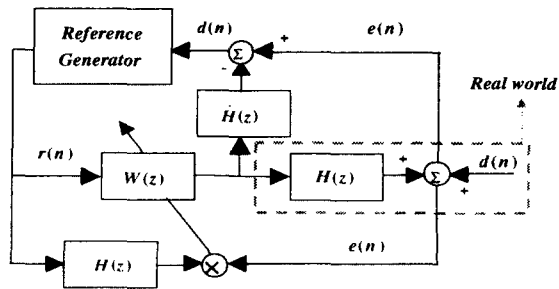 Reference
Generator
d(n)
Σ
+
-
e(n)
Real world
H(z)
r(n)
W(z)
H(z)
+
Σ
d(n)
+
H(z)
×
e(n)